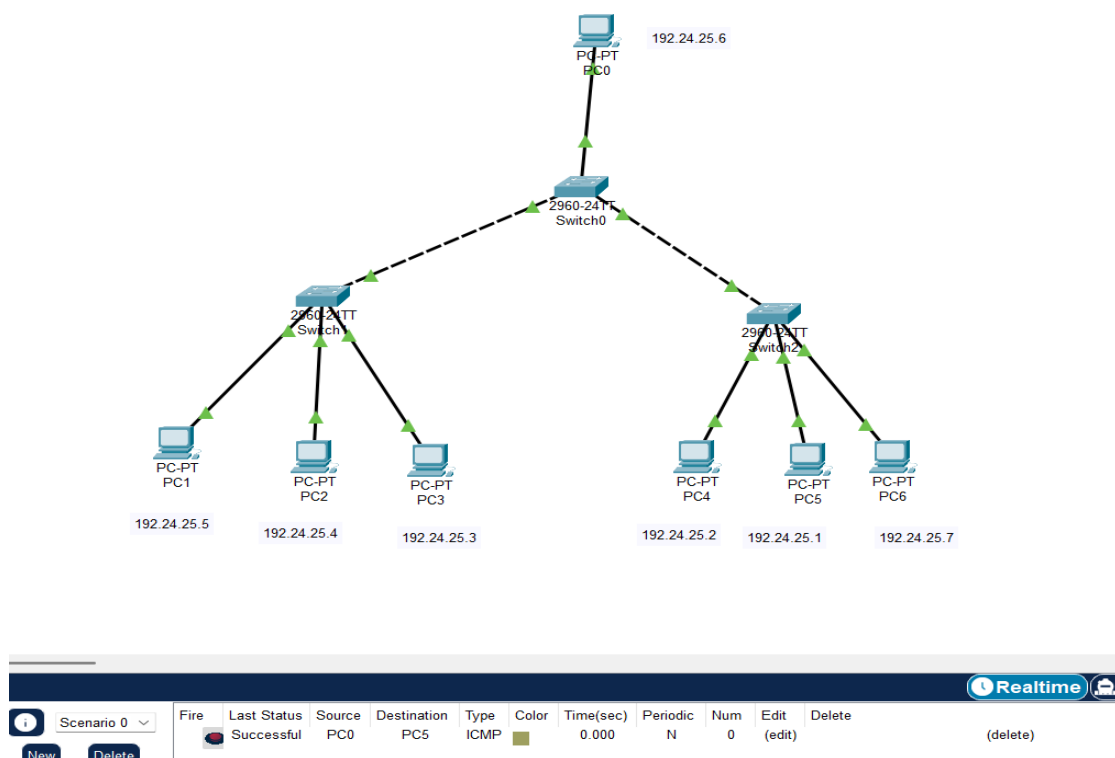 192.24.25.6
PC-PT
PC0
2960-24TT
Switch0
2960-24TT
Switch1
2960-24TT
Switch2
PC-PT
PC1
PC-PT
PC2
PC-PT
PC3
PC-PT
PC4
PC-PT
PC5
PC-PT
PC6
192.24.25.5
192.24.25.4
192.24.25.3
192.24.25.2
192.24.25.1
192.24.25.7
Realtime
Scenario 0
Fire Last Status Source Destination Type Color Time(sec) Periodic Num Edit Delete
Successful PC0 PC5 ICMP 0.000 N 0 (edit) (delete)
New Delete